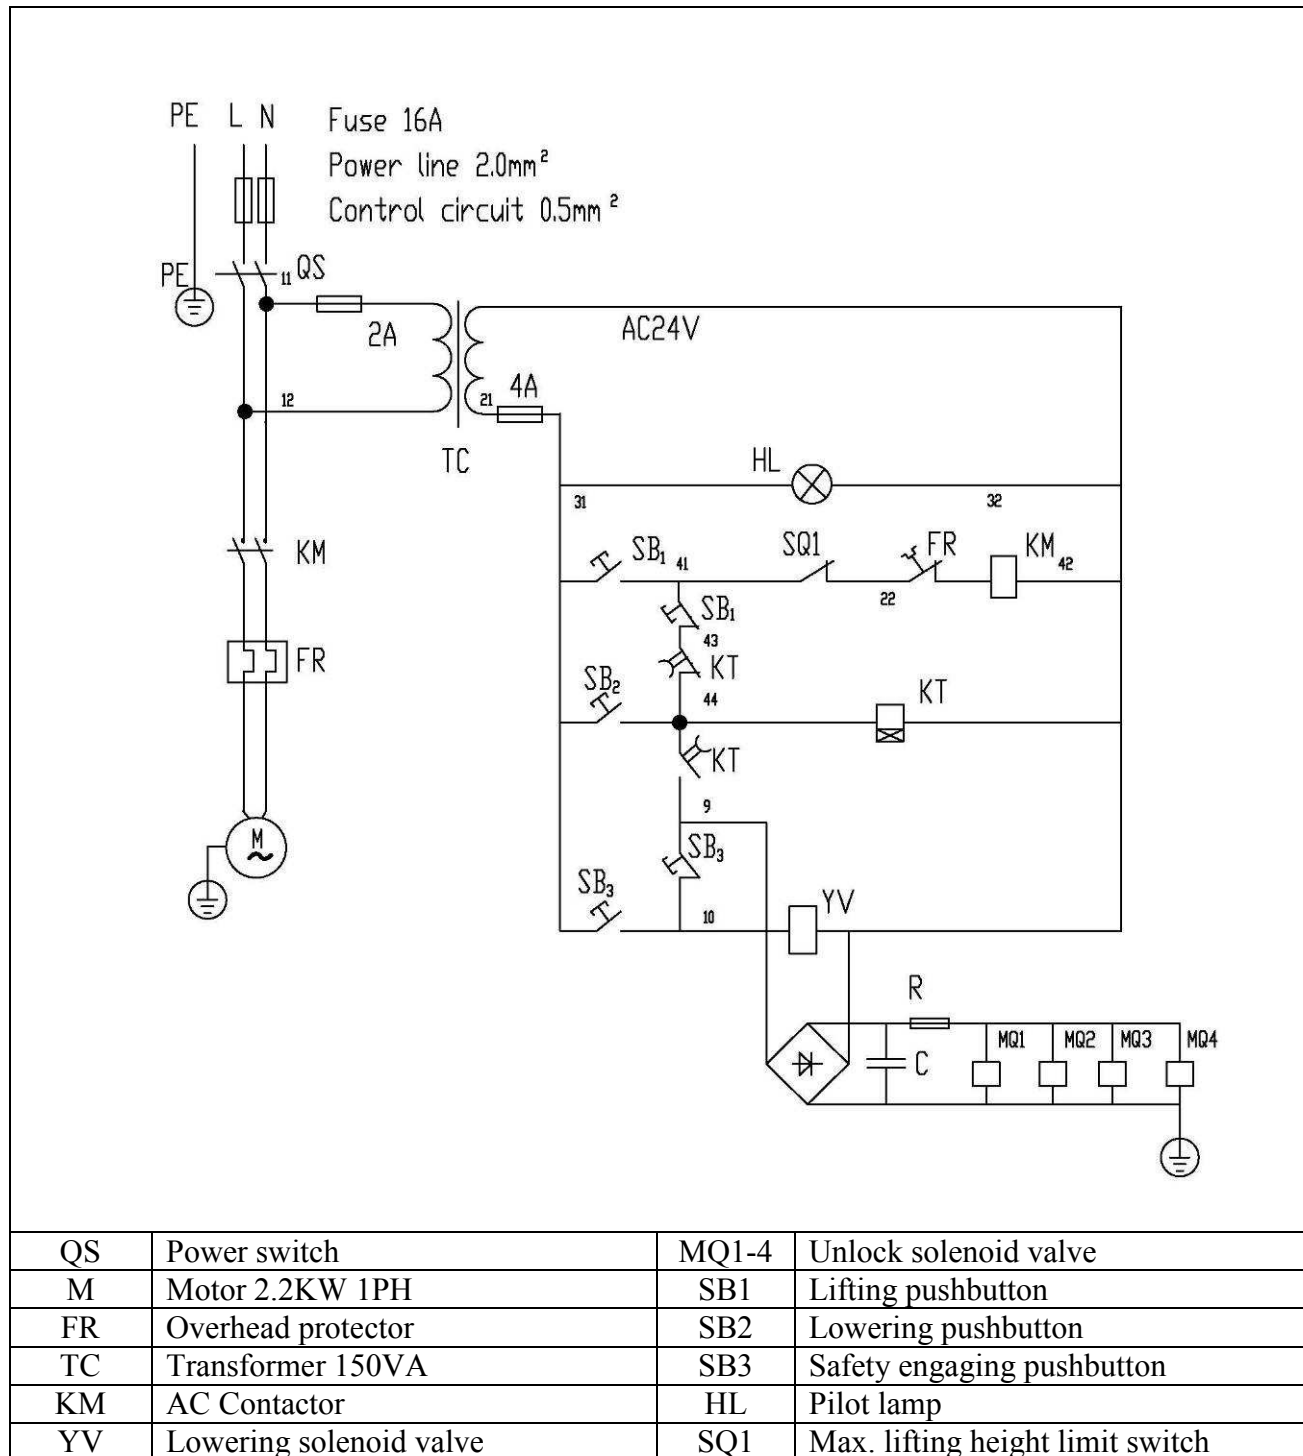 PE L N Fuse 16A
Power line 2.0mm²
Control circuit 0.5mm²
PE 11 QS
2A AC24V
12 21 4A
TC
HL
31 32
KM SB₁ 41 SQ1 FR KM 42
22
SB₁
43
FR KT
SB₂ 44 KT
KT
9
M SB₃
SB₃
10 YV
R
MQ1 MQ2 MQ3 MQ4
C
QS Power switch MQ1-4 Unlock solenoid valve
M Motor 2.2KW 1PH SB1 Lifting pushbutton
FR Overhead protector SB2 Lowering pushbutton
TC Transformer 150VA SB3 Safety engaging pushbutton
KM AC Contactor HL Pilot lamp
YV Lowering solenoid valve SQ1 Max. lifting height limit switch